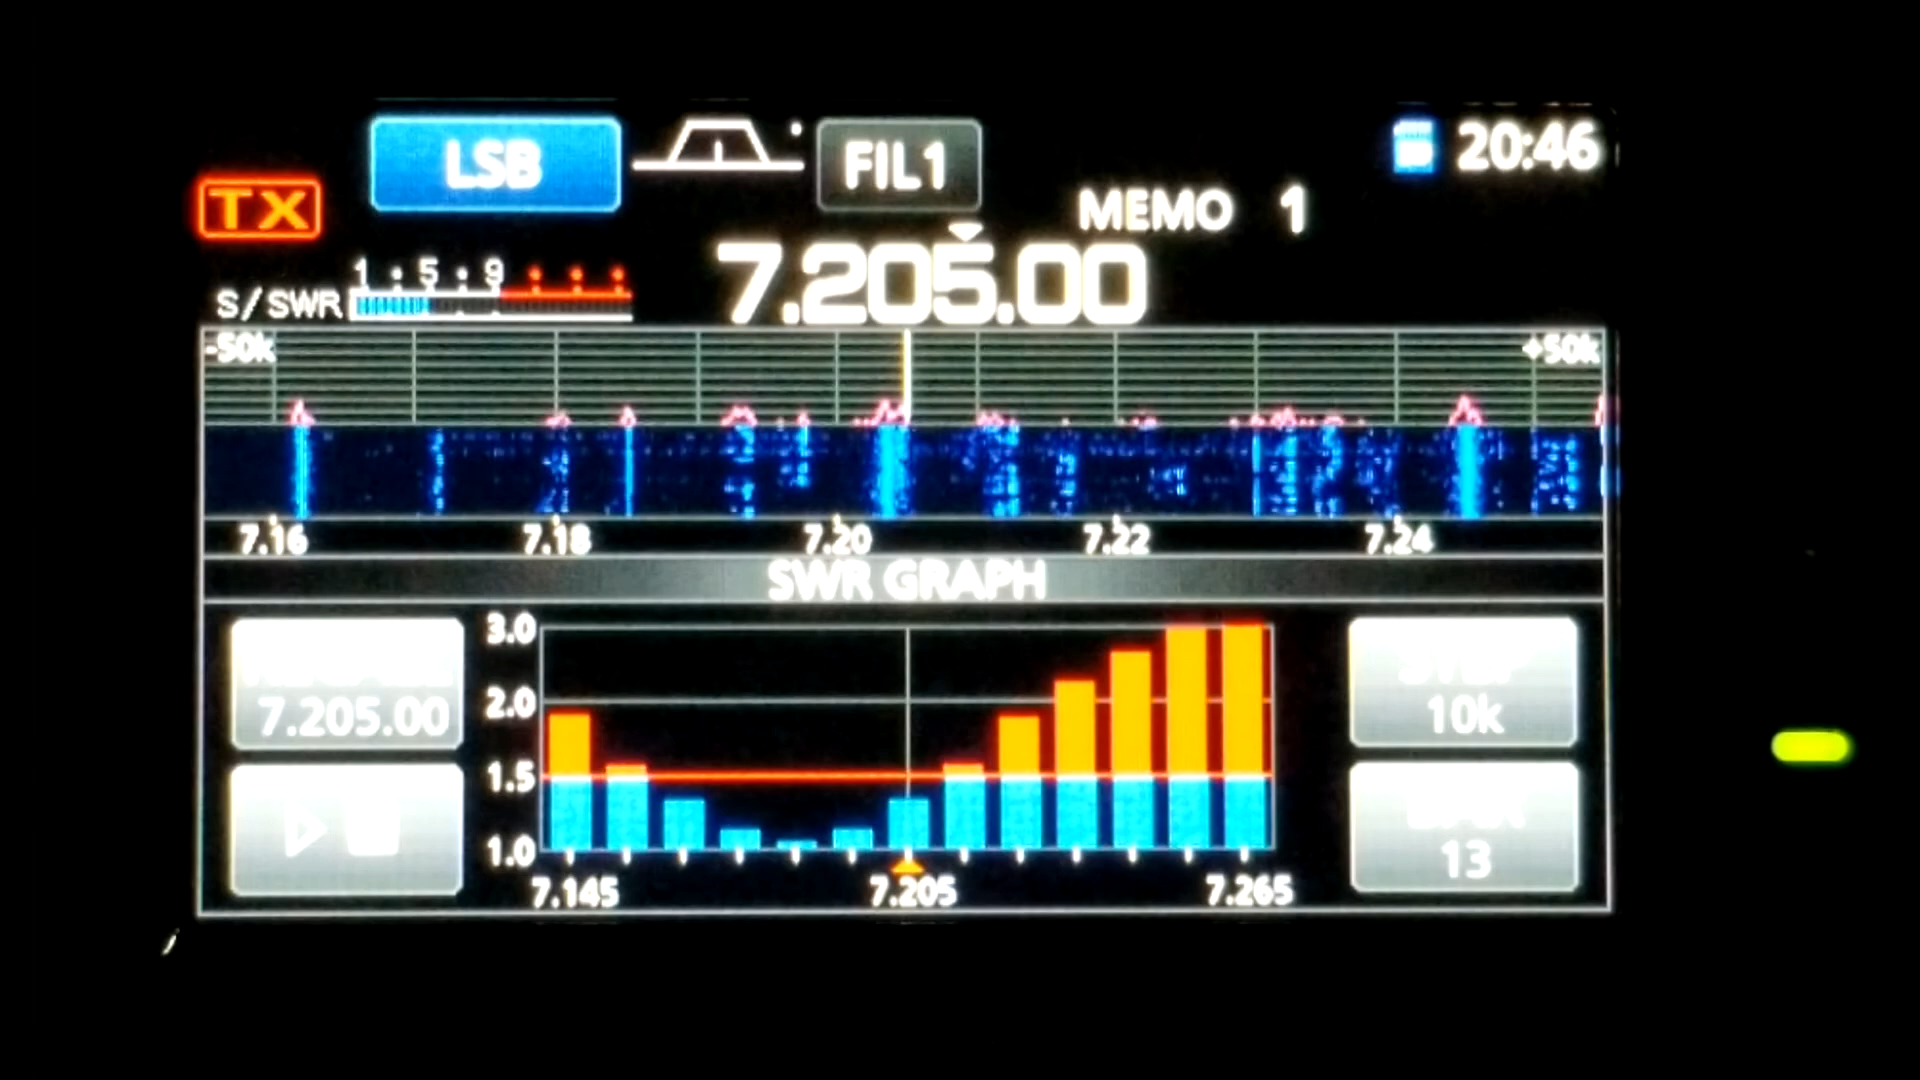 LSB
FIL1
20:46
TX
MEMO 1
1 5 9
S/SWR
7.205.00
-50k
+50k
7.16 7.18 7.20 7.22 7.24
SWR GRAPH
7.205.00
3.0
2.0
1.5
1.0
10k
13
7.145 7.205 7.265